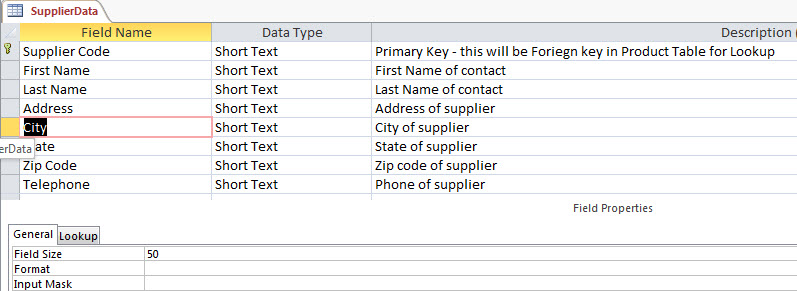 SupplierData
Field Name Data Type Description (
Supplier Code Short Text Primary Key - this will be Foriegn key in Product Table for Lookup
First Name Short Text First Name of contact
Last Name Short Text Last Name of contact
Address Short Text Address of supplier
City Short Text City of supplier
erData ate Short Text State of supplier
Zip Code Short Text Zip code of supplier
Telephone Short Text Phone of supplier
Field Properties
General Lookup
Field Size 50
Format
Input Mask